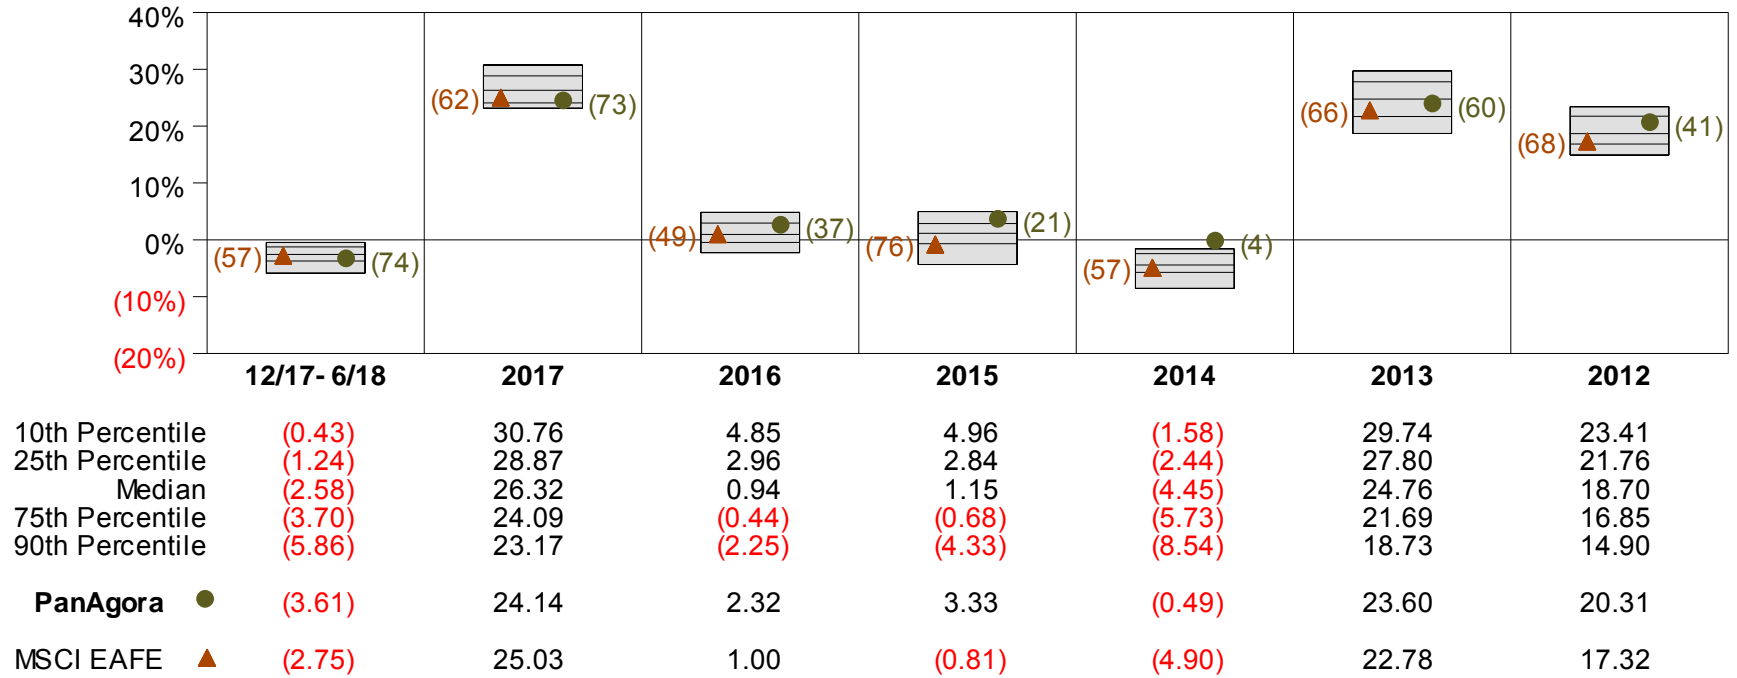 40%
30%
20%
10%
0%
(10%)
(20%)
(57) (74)
(62) (73)
(49) (37)
(76) (21)
(57) (4)
(66) (60)
(68) (41)
12/17- 6/18 2017 2016 2015 2014 2013 2012
10th Percentile (0.43) 30.76 4.85 4.96 (1.58) 29.74 23.41
25th Percentile (1.24) 28.87 2.96 2.84 (2.44) 27.80 21.76
Median (2.58) 26.32 0.94 1.15 (4.45) 24.76 18.70
75th Percentile (3.70) 24.09 (0.44) (0.68) (5.73) 21.69 16.85
90th Percentile (5.86) 23.17 (2.25) (4.33) (8.54) 18.73 14.90
PanAgora (3.61) 24.14 2.32 3.33 (0.49) 23.60 20.31
MSCI EAFE (2.75) 25.03 1.00 (0.81) (4.90) 22.78 17.32